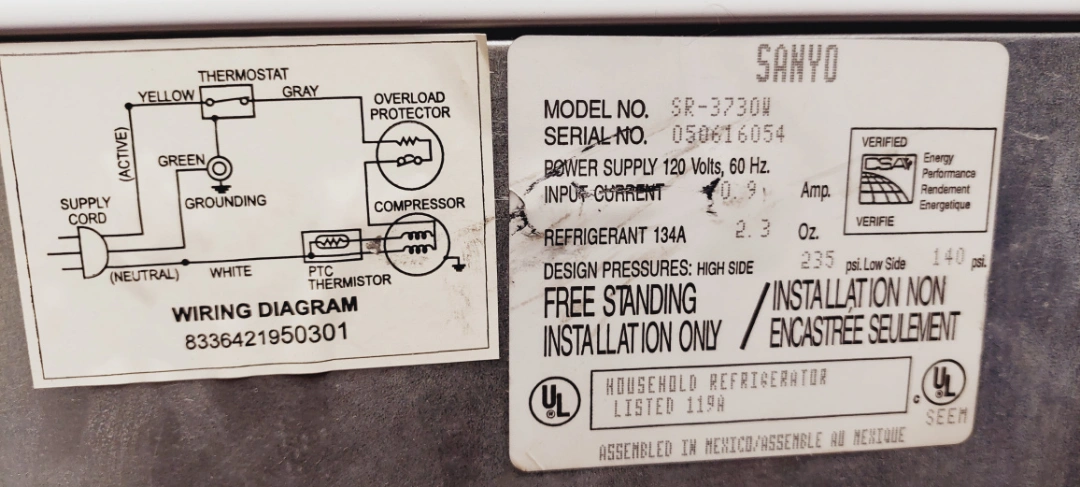 THERMOSTAT
YELLOW GRAY
OVERLOAD
PROTECTOR
(ACTIVE)
GREEN
GROUNDING
SUPPLY
CORD
COMPRESSOR
(NEUTRAL) WHITE
PTC
THERMISTOR
WIRING DIAGRAM
8336421950301
SANYO
MODEL NO. SR-3730W
SERIAL NO. 050616054
POWER SUPPLY 120 Volts, 60 Hz.
INPUT CURRENT 0.9 Amp.
REFRIGERANT 134A 2.3 Oz.
DESIGN PRESSURES: HIGH SIDE 235 psi. Low Side 140 psi.
VERIFIED
CSA
Energy
Performance
Rendement
Energetique
VERIFIE
FREE STANDING
INSTALLATION ONLY
/ INSTALLATION NON
ENCASTRÉE SEULEMENT
UL
HOUSEHOLD REFRIGERATOR
LISTED 119A
c UL
SEEM
ASSEMBLED IN MEXICO/ASSEMBLE AU MEXIQUE